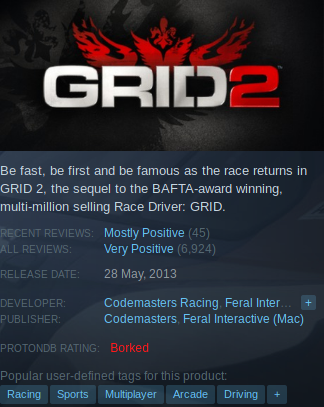 GRID2
Be fast, be first and be famous as the race returns in
GRID 2, the sequel to the BAFTA-award winning,
multi-million selling Race Driver: GRID.
RECENT REVIEWS: Mostly Positive (45)
ALL REVIEWS: Very Positive (6,924)
RELEASE DATE: 28 May, 2013
DEVELOPER: Codemasters Racing, Feral Inter... +
PUBLISHER: Codemasters, Feral Interactive (Mac)
PROTONDB RATING: Borked
Popular user-defined tags for this product:
Racing Sports Multiplayer Arcade Driving +